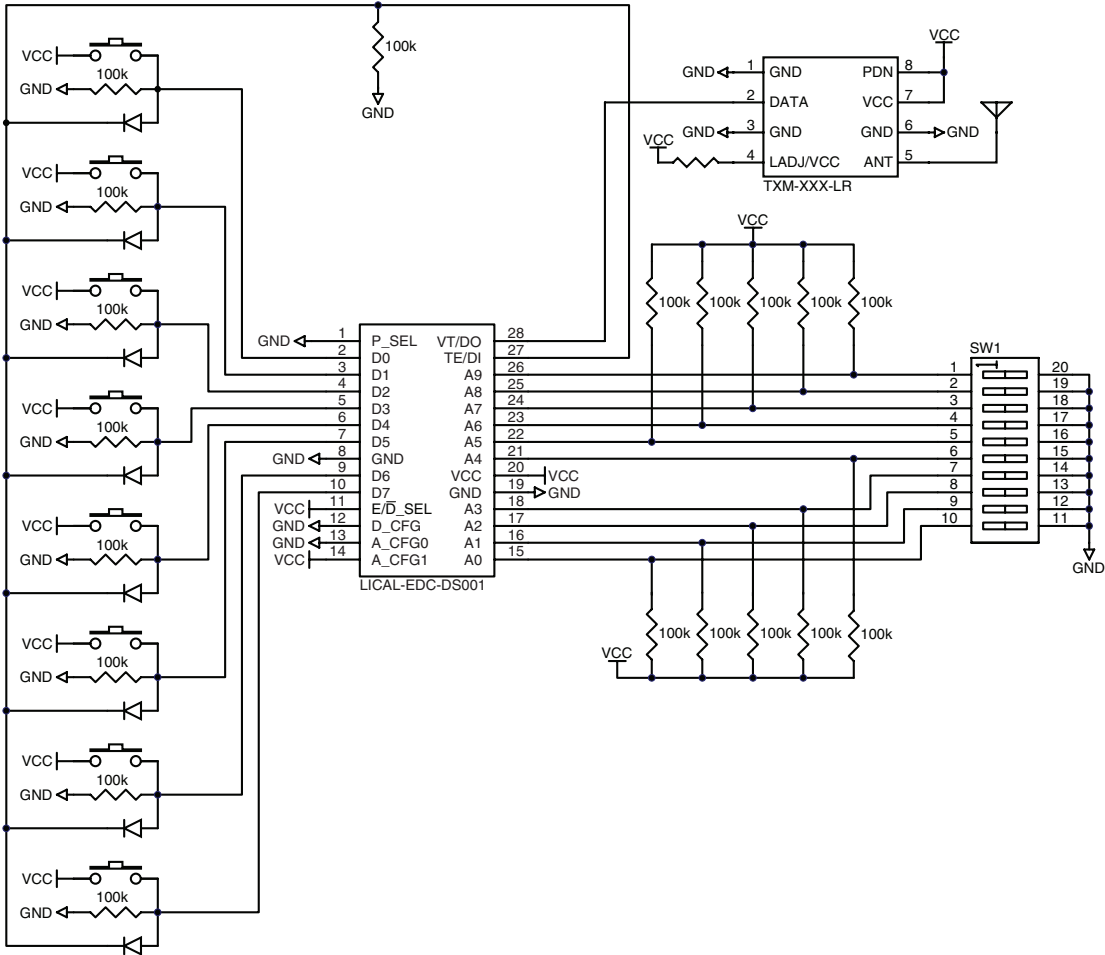 VCC
100k
GND
VCC
100k
GND
VCC
100k
GND
VCC
100k
GND
VCC
100k
GND
VCC
100k
GND
VCC
100k
GND
VCC
100k
GND
100k
GND
GND 1 GND
2 DATA
GND 3 GND
VCC 4 LADJ/VCC
VCC
PDN 8
VCC 7
GND 6 GND
ANT 5
TXM-XXX-LR
VCC
100k 100k 100k 100k 100k
GND 1 P_SEL
2 D0
3 D1
4 D2
5 D3
6 D4
7 D5
GND 8 GND
9 D6
10 D7
VCC 11 E/D_SEL
GND 12 D_CFG
GND 13 A_CFG0
VCC 14 A_CFG1
VT/DO 28
TE/DI 27
A9 26
A8 25
A7 24
A6 23
A5 22
A4 21
VCC 20 VCC
GND 19 GND
A3 18
A2 17
A1 16
A0 15
LICAL-EDC-DS001
SW1
1 20
2 19
3 18
4 17
5 16
6 15
7 14
8 13
9 12
10 11
GND
100k 100k 100k 100k 100k
VCC